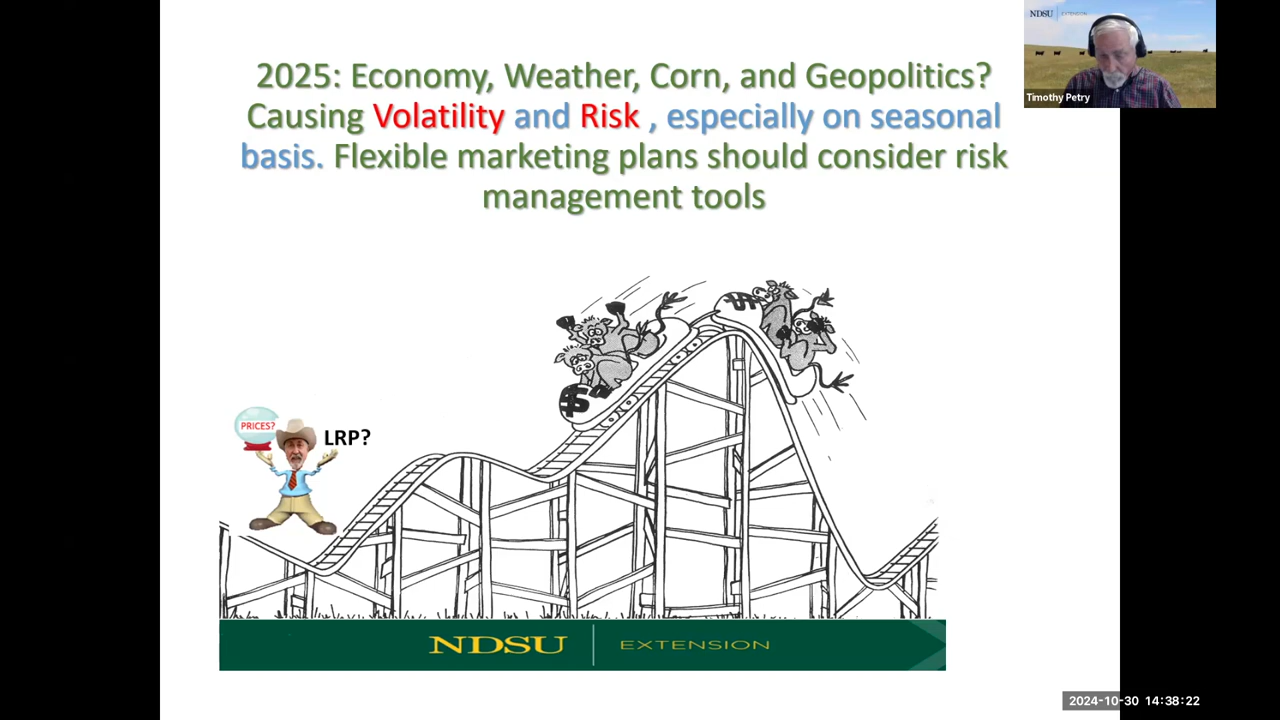 2025: Economy, Weather, Corn, and Geopolitics?
Causing Volatility and Risk , especially on seasonal
basis. Flexible marketing plans should consider risk
management tools
NDSU EXTENSION
Timothy Petry
PRICES?
LRP?
$
$
NDSU EXTENSION
2024-10-30 14:38:22